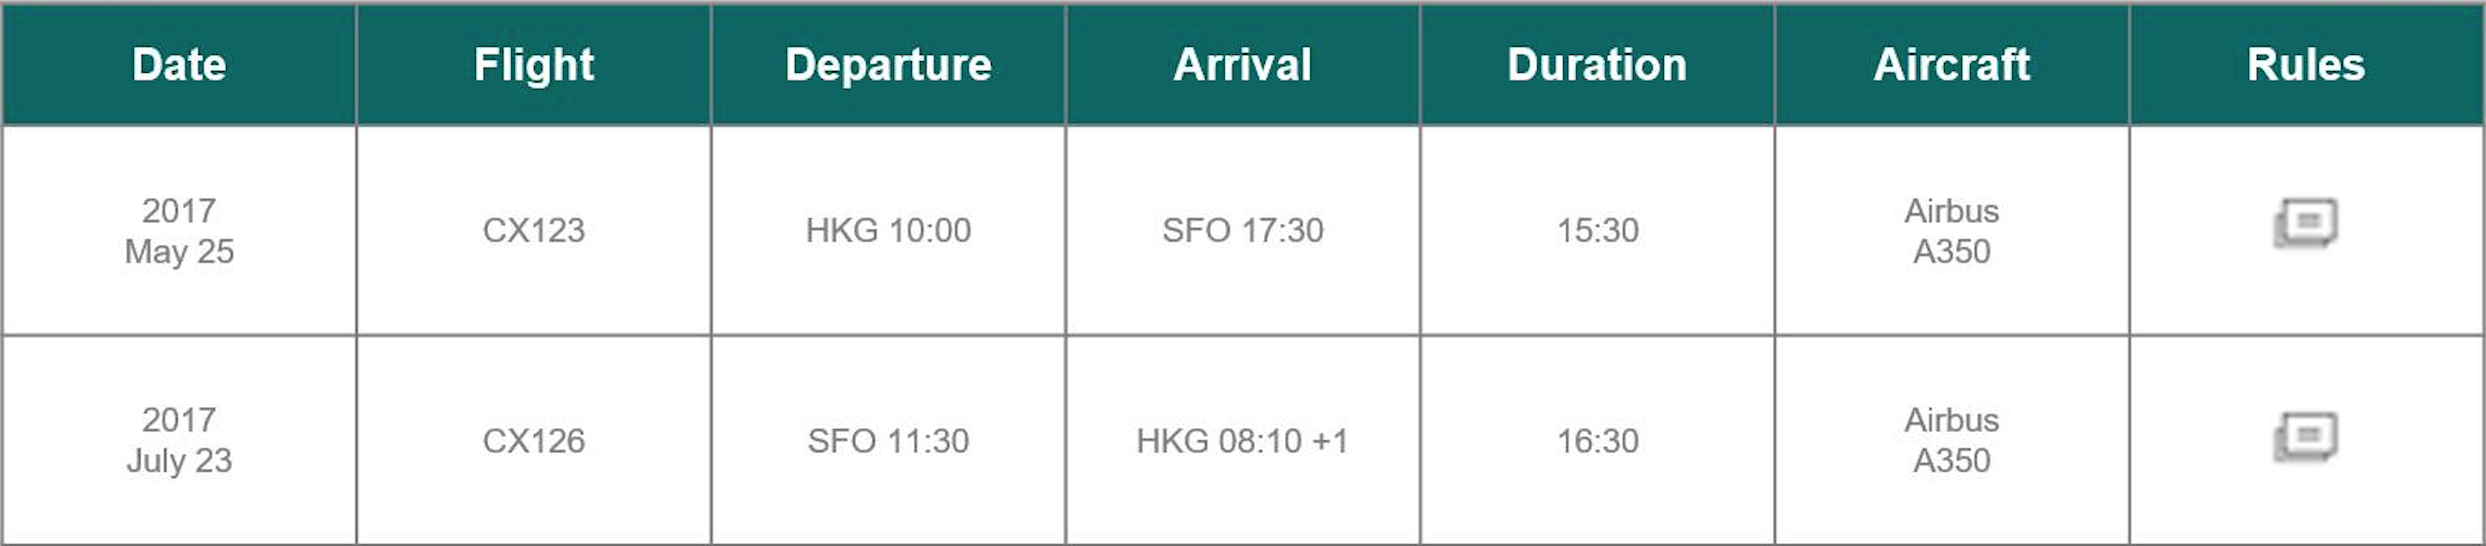 Date Flight Departure Arrival Duration Aircraft Rules
2017
May 25
CX123
HKG 10:00
SFO 17:30
15:30
Airbus
A350
2017
July 23
CX126
SFO 11:30
HKG 08:10 +1
16:30
Airbus
A350